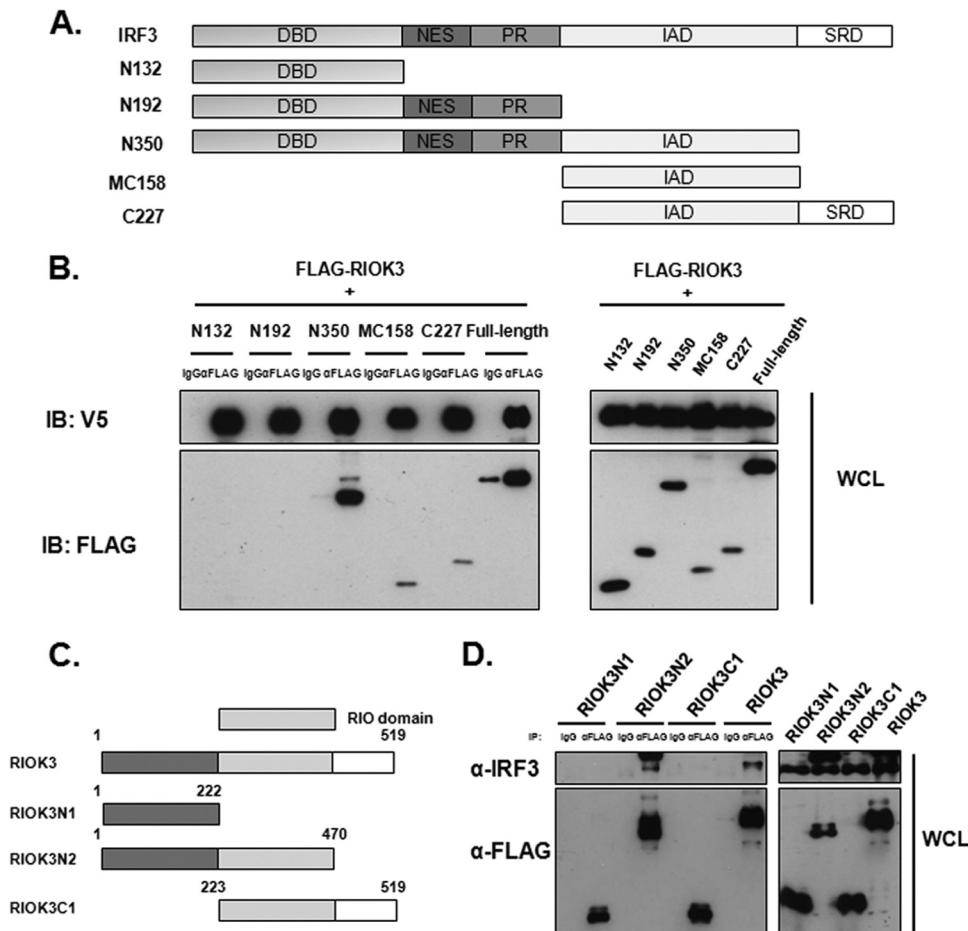 A.
IRF3 DBD NES PR IAD SRD
N132 DBD
N192 DBD NES PR
N350 DBD NES PR IAD
MC158 IAD
C227 IAD SRD
B.
FLAG-RIOK3
+
N132 N192 N350 MC158 C227 Full-length
IgG αFLAG IgG αFLAG IgG αFLAG IgG αFLAG IgG αFLAG IgG αFLAG
IB: V5
IB: FLAG
FLAG-RIOK3
+
N132 N192 N350 MC158 C227 Full-length
WCL
C.
RIO domain
1 519
RIOK3
1 222
RIOK3N1
1 470
RIOK3N2
223 519
RIOK3C1
D.
RIOK3N1 RIOK3N2 RIOK3C1 RIOK3
IP: IgG αFLAG IgG αFLAG IgG αFLAG IgG αFLAG
α-IRF3
α-FLAG
RIOK3N1 RIOK3N2 RIOK3C1 RIOK3
WCL